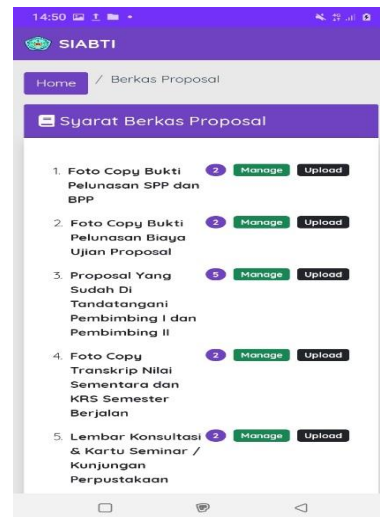 14:50
SIABTI
Home / Berkas Proposal
Syarat Berkas Proposal
1. Foto Copy Bukti 2 Manage Upload
Pelunasan SPP dan
BPP
2. Foto Copy Bukti 2 Manage Upload
Pelunasan Biaya
Ujian Proposal
3. Proposal Yang 5 Manage Upload
Sudah Di
Tandatangani
Pembimbing I dan
Pembimbing II
4. Foto Copy 2 Manage Upload
Transkrip Nilai
Sementara dan
KRS Semester
Berjalan
5. Lembar Konsultasi 2 Manage Upload
& Kartu Seminar /
Kunjungan
Perpustakaan